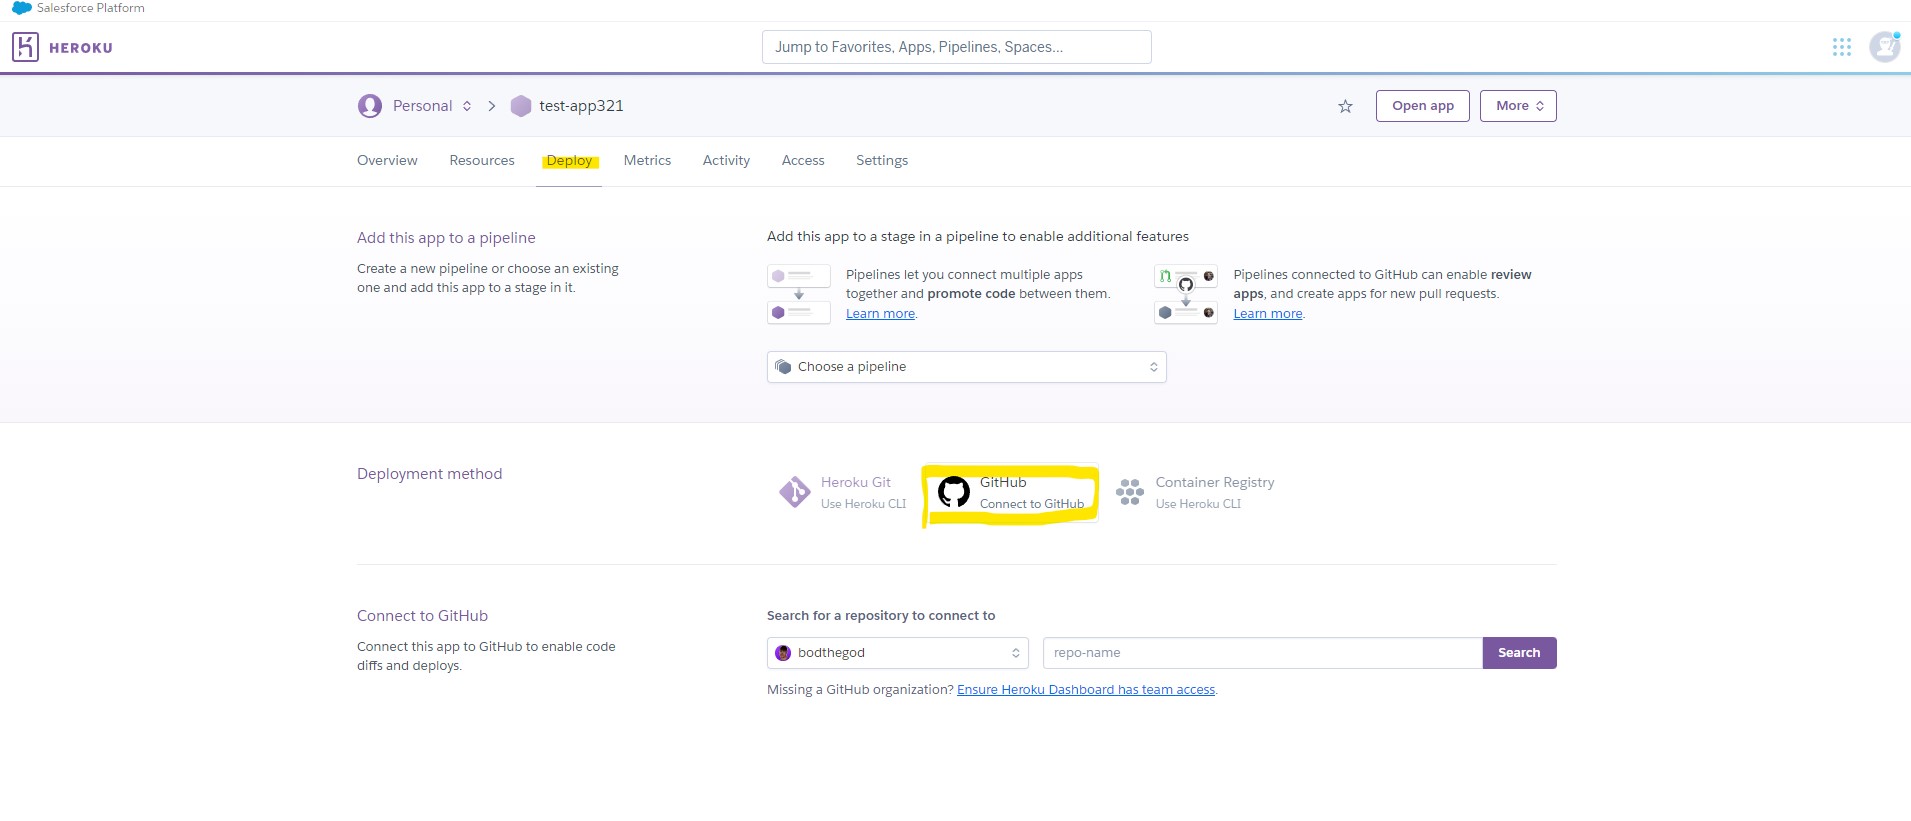 Salesforce Platform
HEROKU
Jump to Favorites, Apps, Pipelines, Spaces...
Personal
test-app321
Open app
More
Overview
Resources
Deploy
Metrics
Activity
Access
Settings
Add this app to a pipeline
Create a new pipeline or choose an existing
one and add this app to a stage in it.
Add this app to a stage in a pipeline to enable additional features
Pipelines let you connect multiple apps
together and promote code between them.
Learn more.
Pipelines connected to GitHub can enable review
apps, and create apps for new pull requests.
Learn more.
Choose a pipeline
Deployment method
Heroku Git
Use Heroku CLI
GitHub
Connect to GitHub
Container Registry
Use Heroku CLI
Connect to GitHub
Connect this app to GitHub to enable code
diffs and deploys.
Search for a repository to connect to
bodthegod
repo-name
Search
Missing a GitHub organization? Ensure Heroku Dashboard has team access.